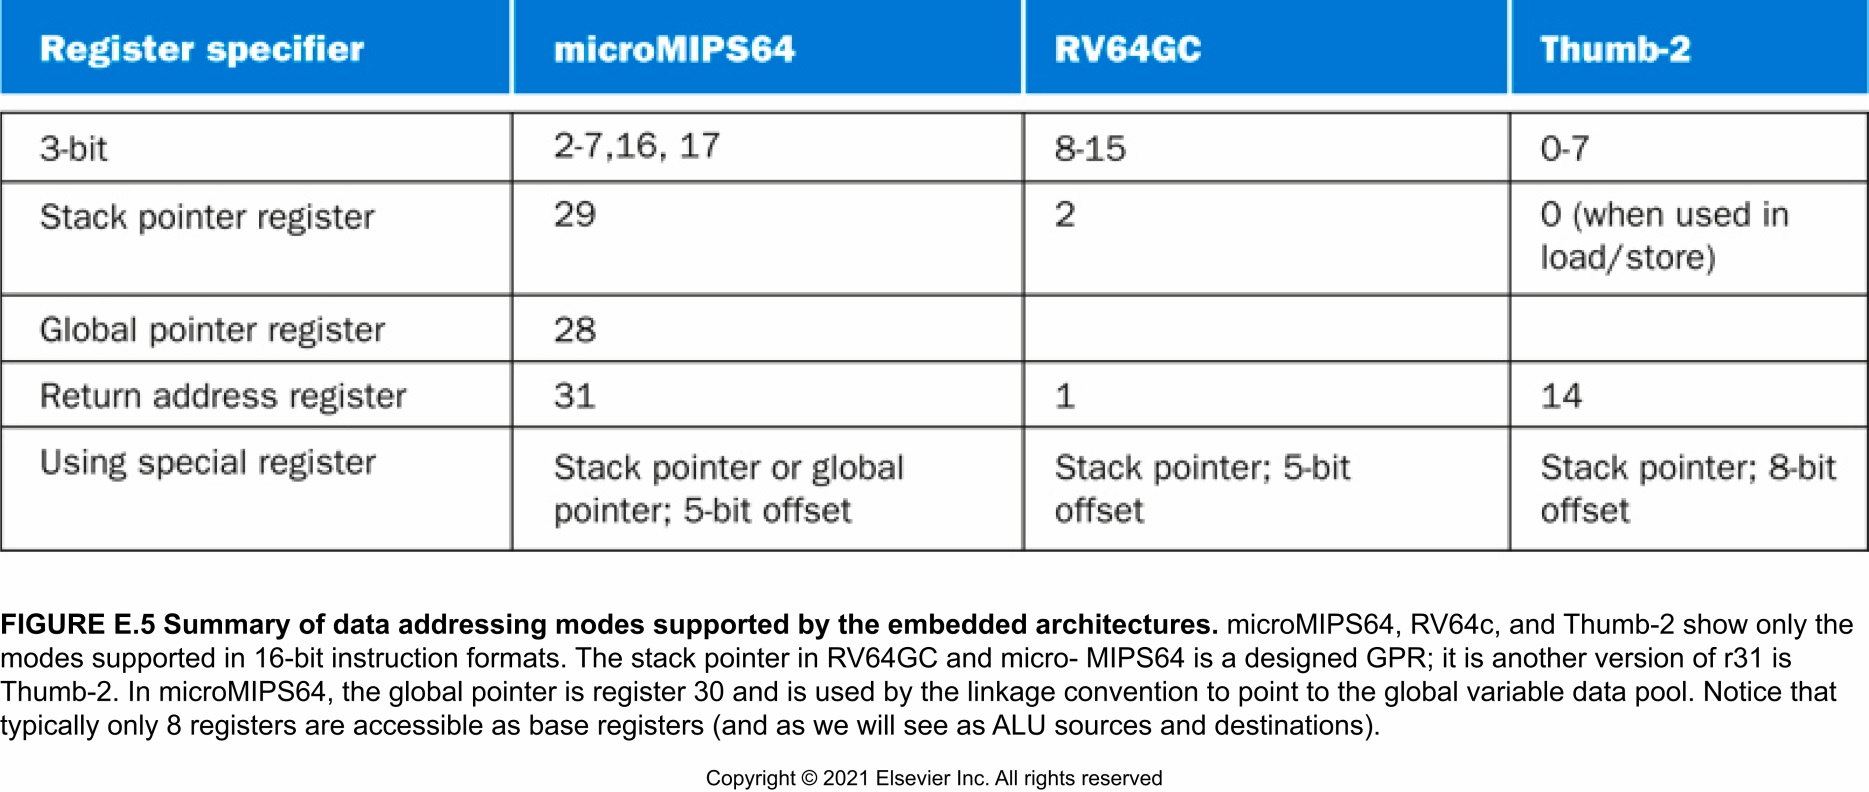 Register specifier microMIPS64 RV64GC Thumb-2
3-bit 2-7,16, 17 8-15 0-7
Stack pointer register 29 2 0 (when used in
load/store)
Global pointer register 28
Return address register 31 1 14
Using special register Stack pointer or global Stack pointer; 5-bit Stack pointer; 8-bit
pointer; 5-bit offset offset offset
FIGURE E.5 Summary of data addressing modes supported by the embedded architectures. microMIPS64, RV64c, and Thumb-2 show only the
modes supported in 16-bit instruction formats. The stack pointer in RV64GC and micro- MIPS64 is a designed GPR; it is another version of r31 is
Thumb-2. In microMIPS64, the global pointer is register 30 and is used by the linkage convention to point to the global variable data pool. Notice that
typically only 8 registers are accessible as base registers (and as we will see as ALU sources and destinations).
Copyright © 2021 Elsevier Inc. All rights reserved